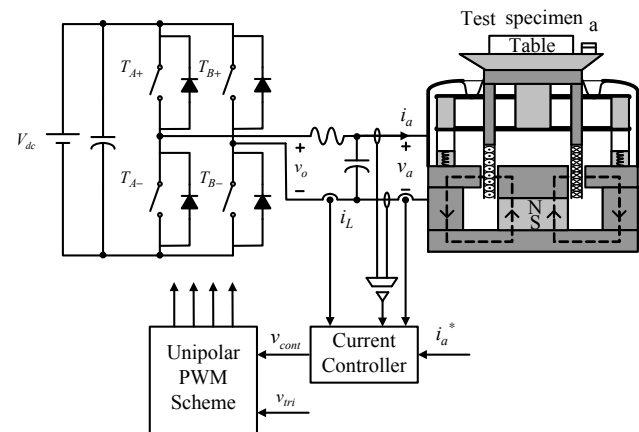 Test specimen
a
Table
T_{A+}
T_{B+}
V_{dc}
i_a
+
+
v_o
v_a
T_{A-}
T_{B-}
−
−
i_L
N
S
Unipolar
PWM
Scheme
v_{cont}
Current
Controller
i_a*
v_{tri}